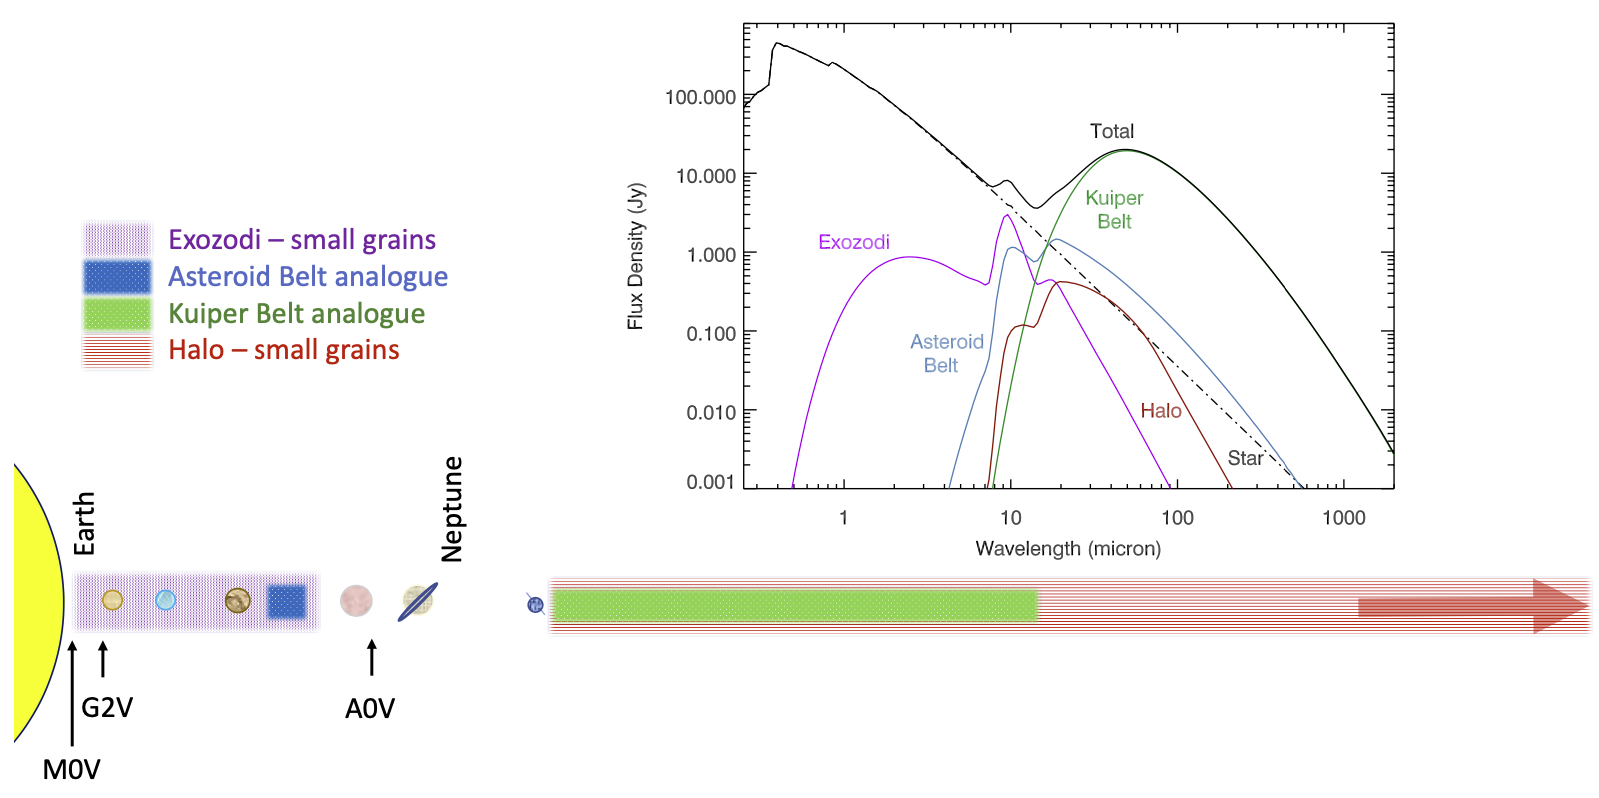 Exozodi – small grains
Asteroid Belt analogue
Kuiper Belt analogue
Halo – small grains
Flux Density (Jy)
100.000
10.000
1.000
0.100
0.010
0.001
Total
Kuiper
Belt
Exozodi
Asteroid
Belt
Halo
Star
1
10
100
1000
Wavelength (micron)
Earth
Neptune
G2V
A0V
M0V